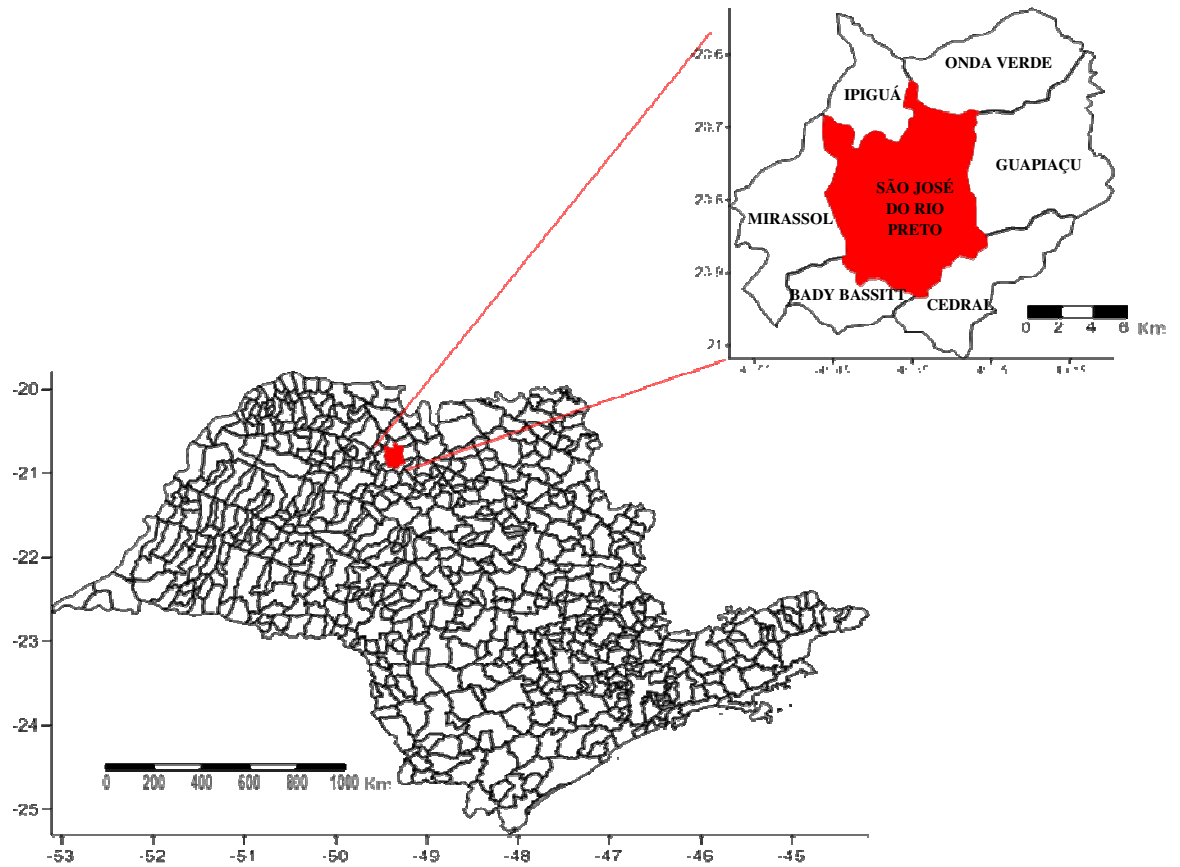 ONDA VERDE
IPIGUÁ
GUAPIAÇU
SÃO JOSÉ
DO RIO
PRETO
MIRASSOL
BADY BASSITT
CEDRAL
0 2 4 6 Km
-20
-21
-22
-23
-24
-25
0 200 400 600 800 1000 Km
-53 -52 -51 -50 -49 -48 -47 -46 -45